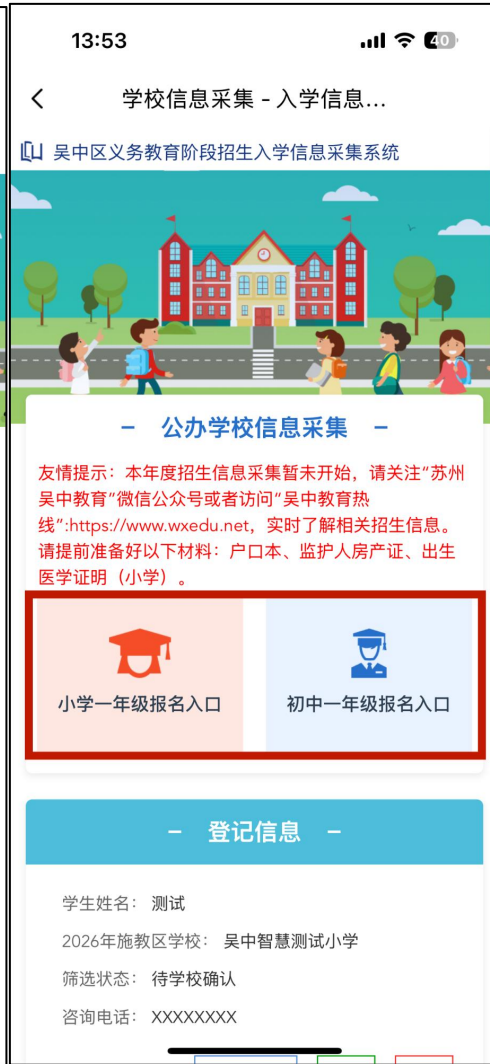 13:53
40
学校信息采集 - 入学信息...
吴中区义务教育阶段招生入学信息采集系统
- 公办学校信息采集 -
友情提示：本年度招生信息采集暂未开始，请关注“苏州
吴中教育”微信公众号或者访问“吴中教育热
线”:https://www.wxedu.net，实时了解相关招生信息。
请提前准备好以下材料：户口本、监护人房产证、出生
医学证明（小学）。
小学一年级报名入口
初中一年级报名入口
- 登记信息 -
学生姓名： 测试
2026年施教区学校： 吴中智慧测试小学
筛选状态： 待学校确认
咨询电话： XXXXXXXX